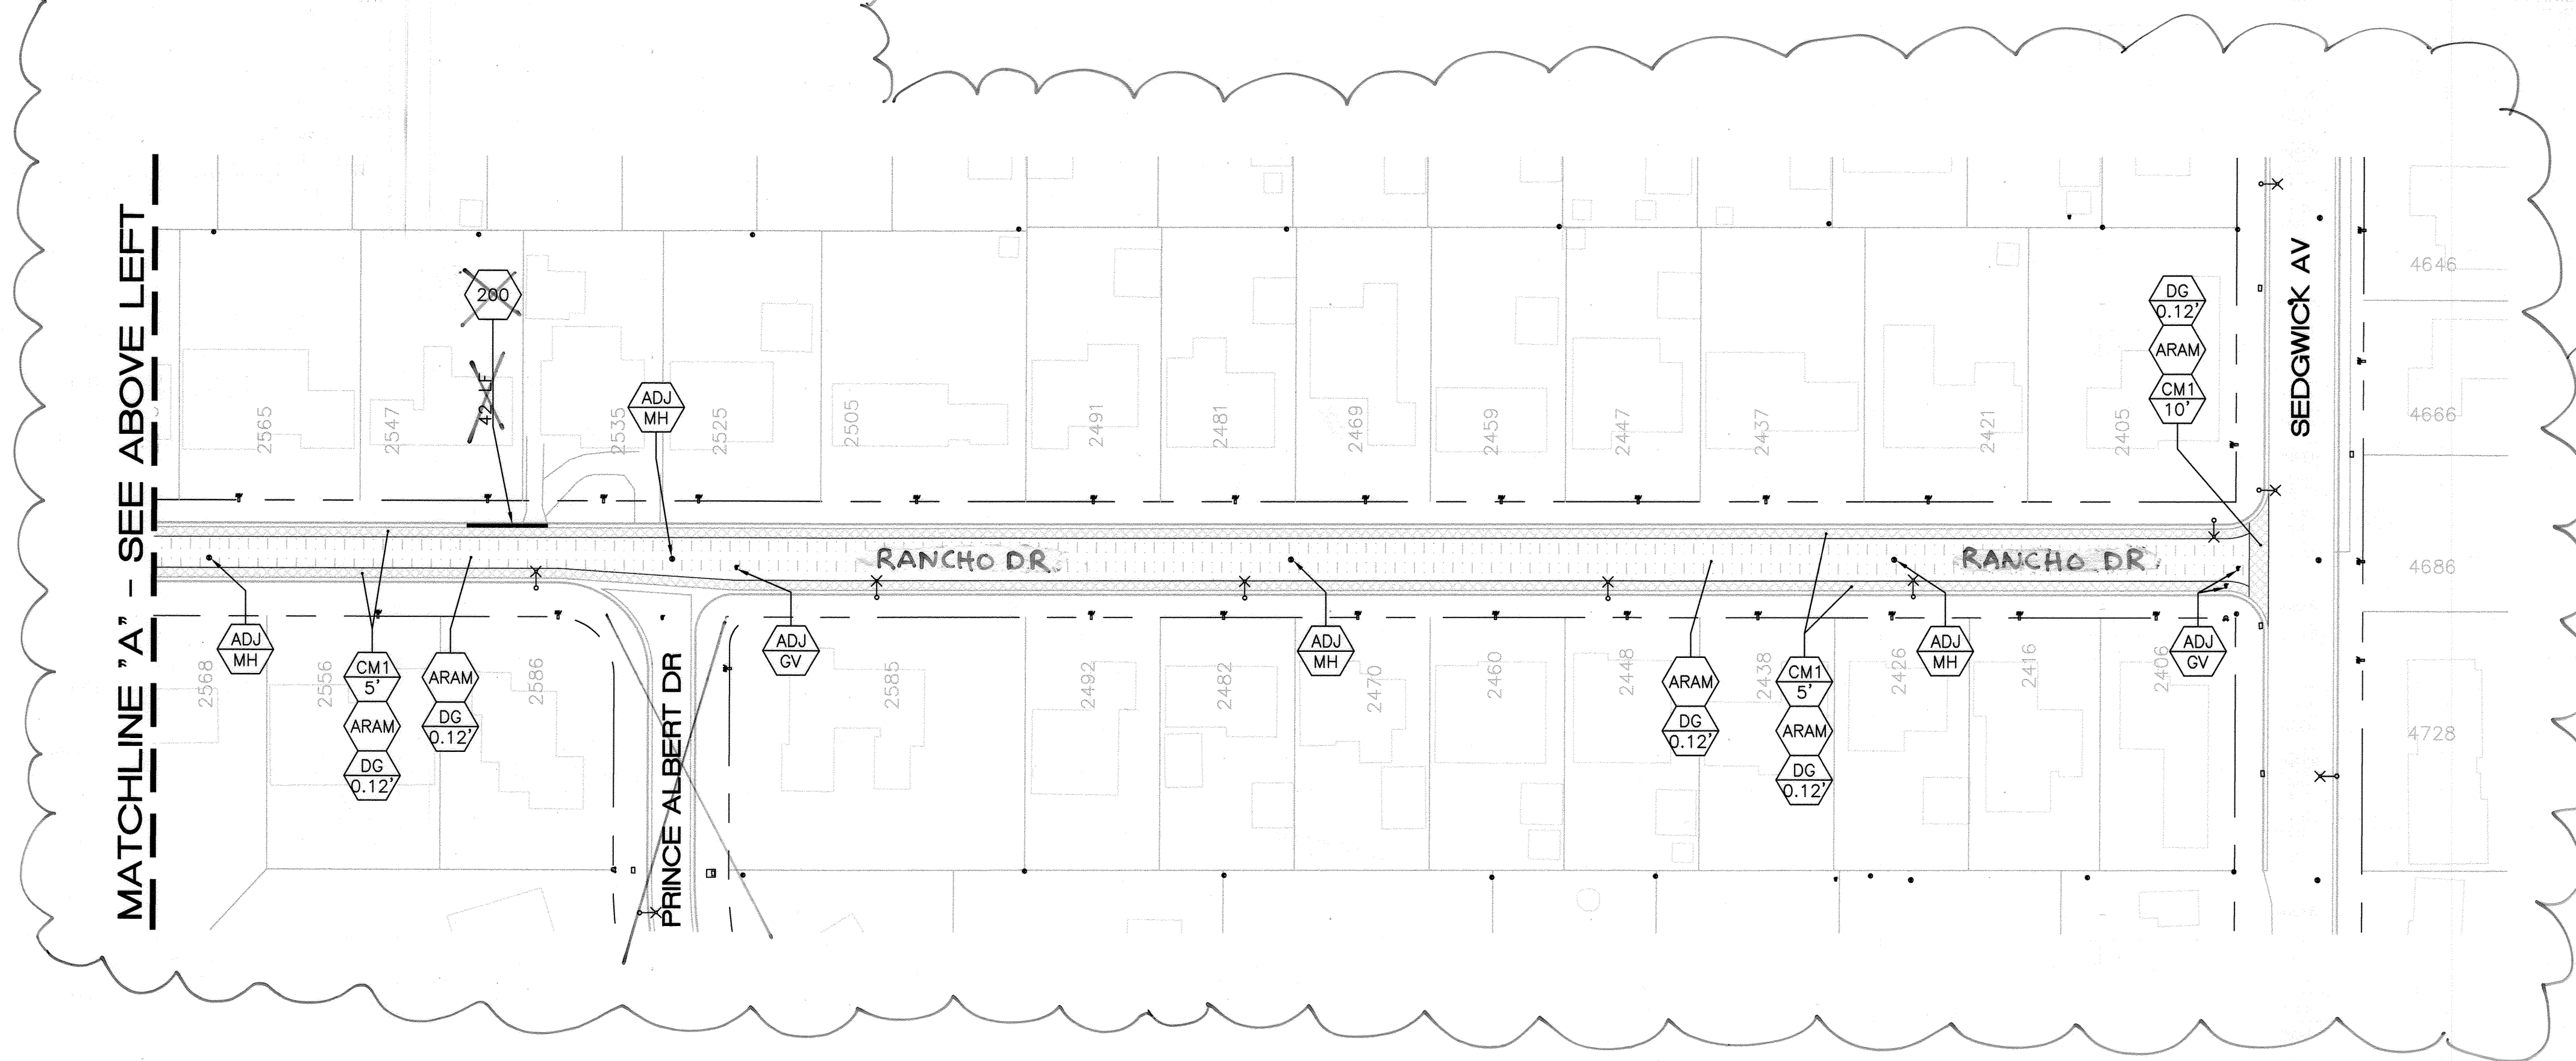 MATCHLINE "A" – SEE ABOVE LEFT
200
42 LF
ADJ
MH
DG
0.12'
ARAM
CM1
10'
SEDGWICK AV
4646
4666
4686
4728
2565
2547
2535
2525
2505
2491
2481
2469
2459
2447
2437
2421
2405
RANCHO DR.
RANCHO DR.
ADJ
MH
CM1
5'
ARAM
DG
0.12'
ARAM
DG
0.12'
ADJ
GV
ADJ
MH
ARAM
DG
0.12'
CM1
5'
ARAM
DG
0.12'
ADJ
MH
ADJ
GV
2568
2556
2586
PRINCE ALBERT DR
2585
2492
2482
2470
2460
2448
2438
2426
2416
2406